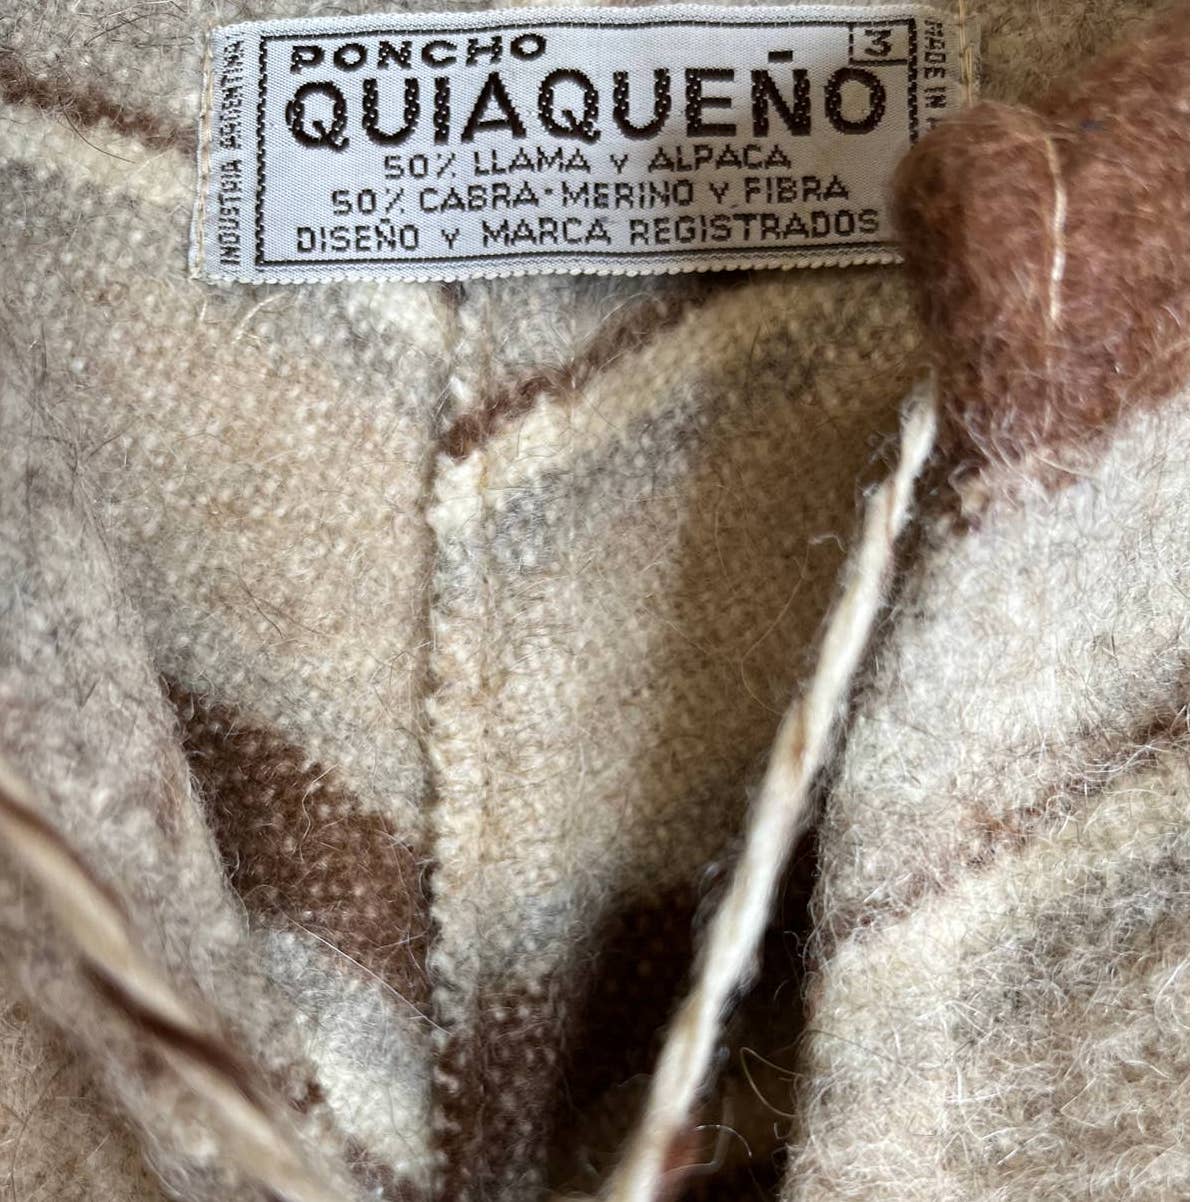 PONCHO
3
QUIAQUEÑO
50% LLAMA Y ALPACA
50% CABRA-MERINO Y FIBRA
DISEÑO Y MARCA REGISTRADOS
INDUSTRIA ARGENTINA
MADE IN